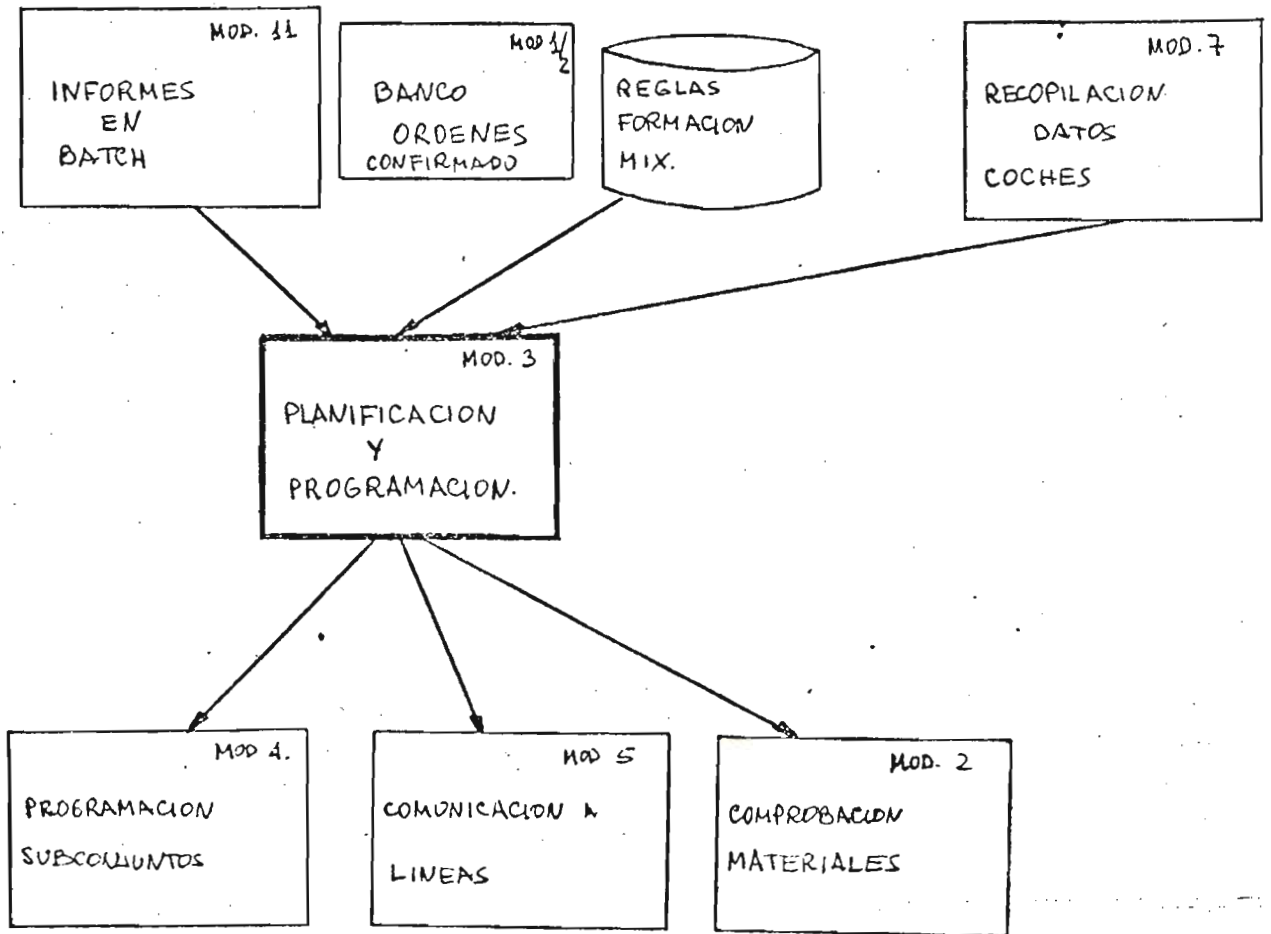 MOD. 11
INFORMES
EN
BATCH
MOD 1/2
BANCO
ORDENES
CONFIRMADO
REGLAS
FORMACION
MIX.
MOD. 7
RECOPILACION
DATOS
COCHES
MOD. 3
PLANIFICACION
Y
PROGRAMACION.
MOD 4.
PROGRAMACION
SUBCONJUNTOS
MOD 5
COMUNICACION A
LINEAS
MOD. 2
COMPROBACION
MATERIALES